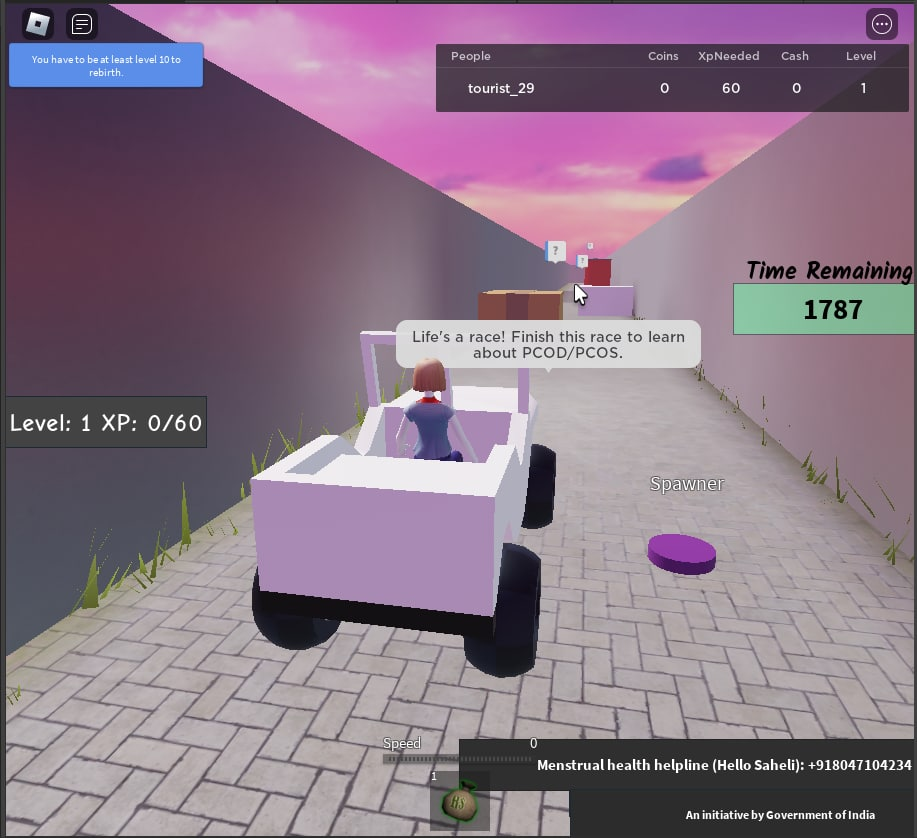 You have to be at least level 10 to
rebirth.
People Coins XpNeeded Cash Level
tourist_29 0 60 0 1
?
?
?
Time Remaining
1787
Life's a race! Finish this race to learn
about PCOD/PCOS.
Level: 1 XP: 0/60
Spawner
Speed 0
Menstrual health helpline (Hello Saheli): +918047104234
1
HS
An initiative by Government of India